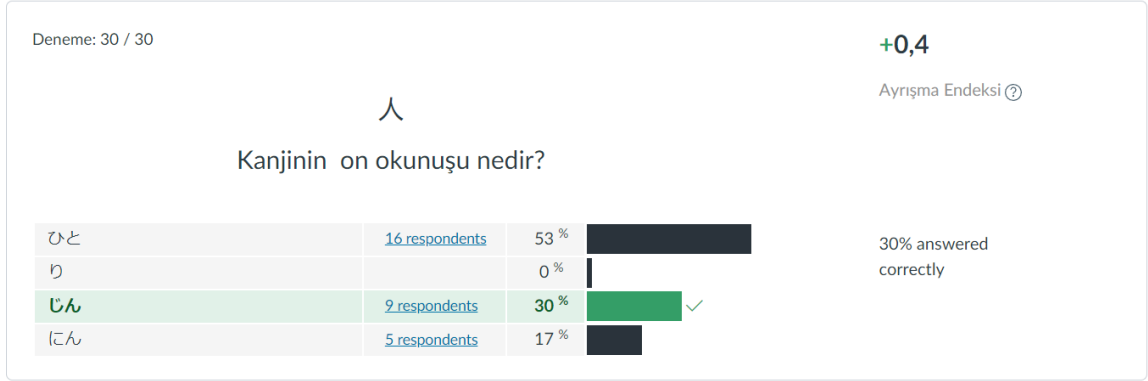 Deneme: 30 / 30
+0,4
Ayrışma Endeksi ?
人
Kanjinin on okunuşu nedir?
ひと 16 respondents 53 %
り 0 %
じん 9 respondents 30 %
にん 5 respondents 17 %
30% answered
correctly